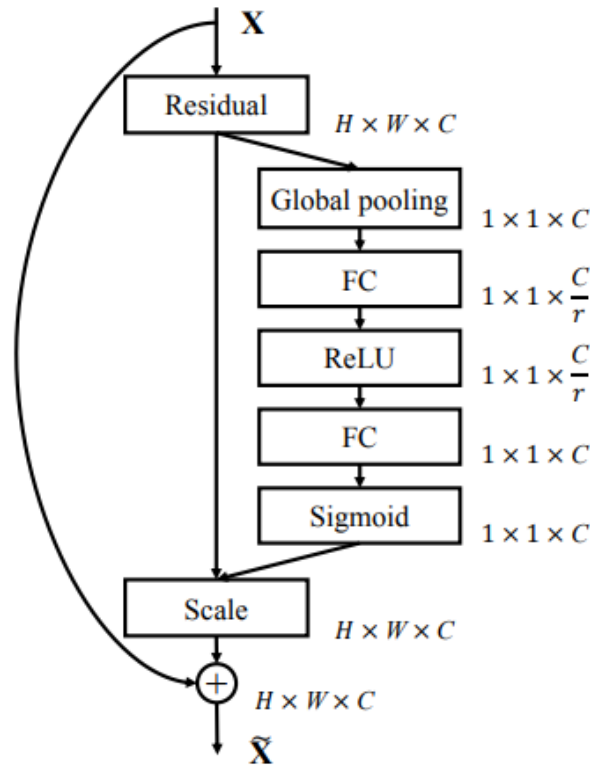 X
Residual
H × W × C
Global pooling
1 × 1 × C
FC
1 × 1 × C/r
ReLU
1 × 1 × C/r
FC
1 × 1 × C
Sigmoid
1 × 1 × C
Scale
H × W × C
+
H × W × C
X̃